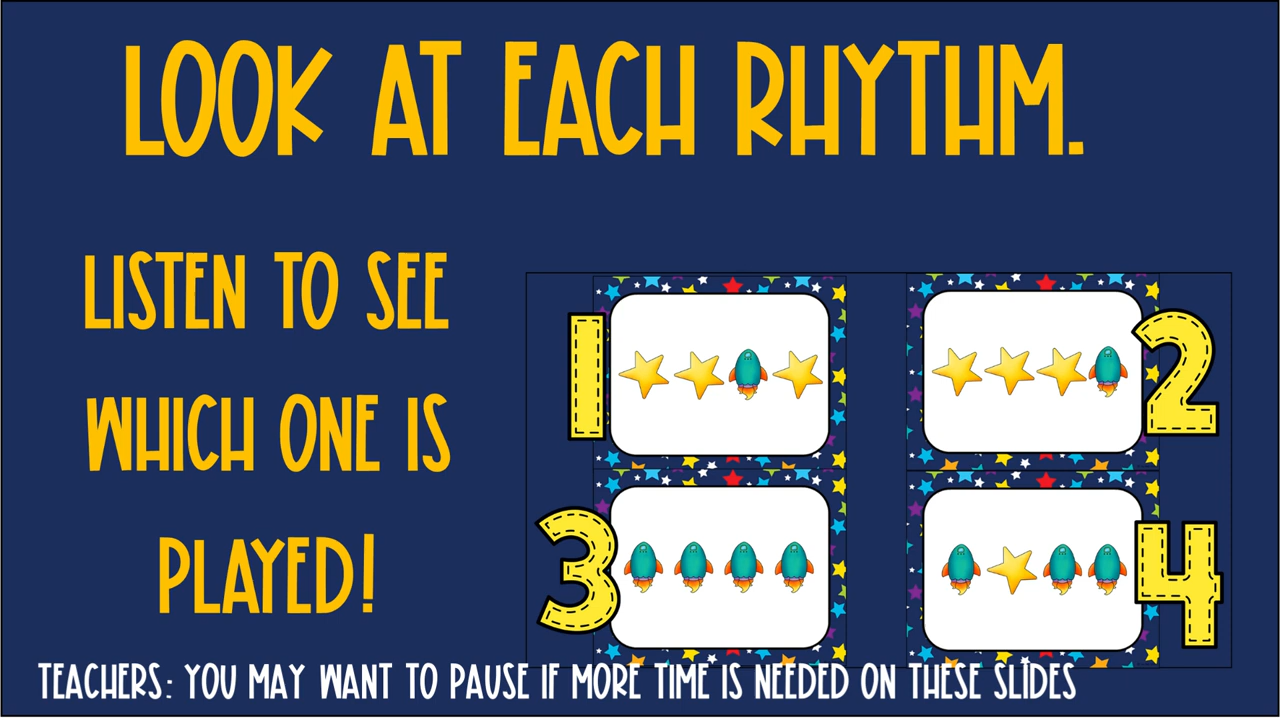 LOOK AT EACH RHYTHM.
LISTEN TO SEE
WHICH ONE IS
PLAYED!
1
2
3
4
TEACHERS: YOU MAY WANT TO PAUSE IF MORE TIME IS NEEDED ON THESE SLIDES